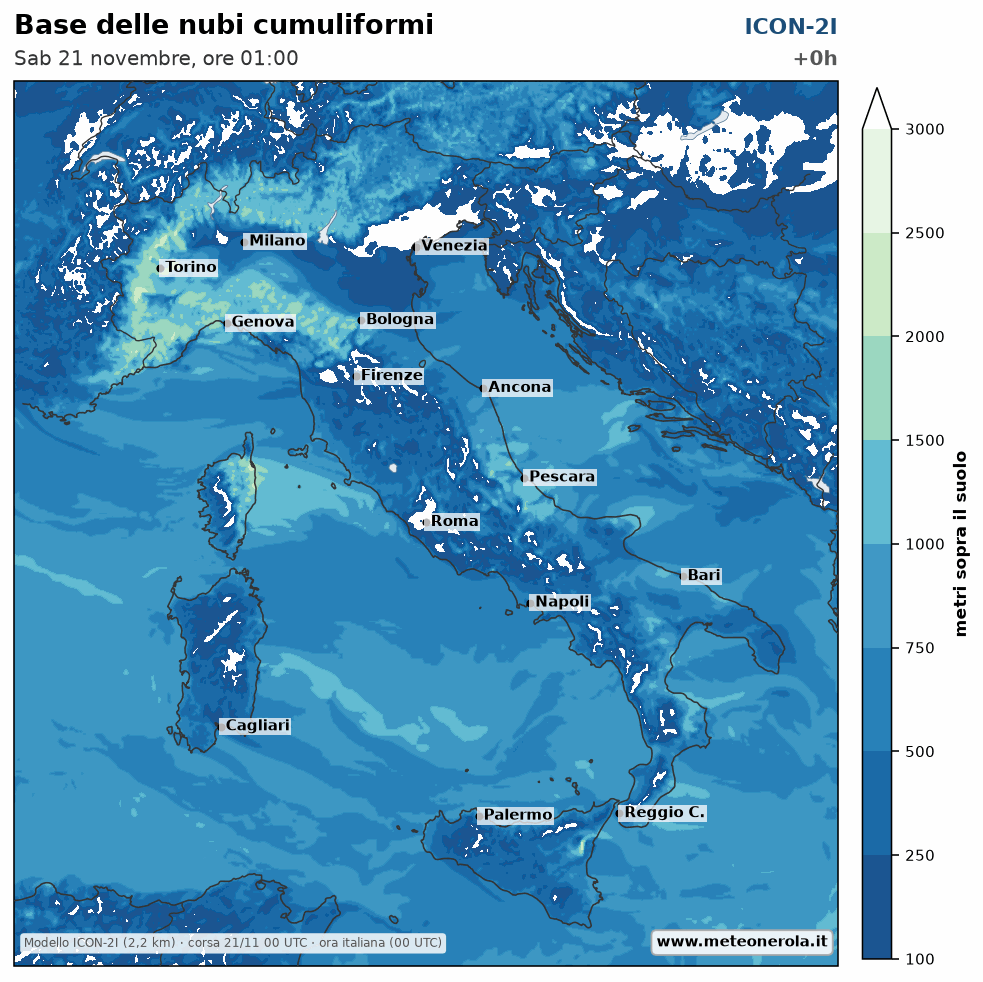 Base delle nubi cumuliformi
ICON-2I
Sab 21 novembre, ore 01:00
+0h
3000
2500
2000
1500
1000
750
500
250
100
metri sopra il suolo
Milano
Venezia
Torino
Genova
Bologna
Firenze
Ancona
Pescara
Roma
Bari
Napoli
Cagliari
Palermo
Reggio C.
Modello ICON-2I (2,2 km) · corsa 21/11 00 UTC · ora italiana (00 UTC)
www.meteonerola.it